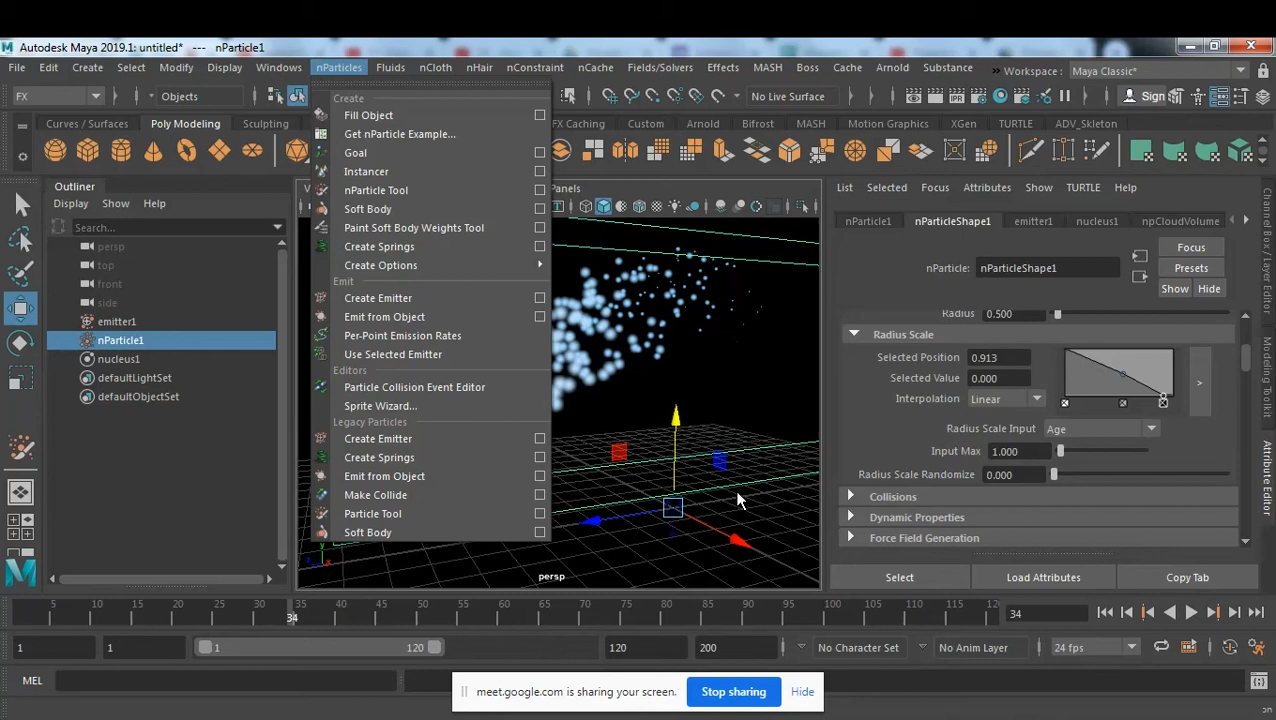 Autodesk Maya 2019.1: untitled* --- nParticle1
File Edit Create Select Modify Display Windows nParticles Fluids nCloth nHair nConstraint nCache Fields/Solvers Effects MASH Boss Cache Arnold Substance » Workspace: Maya Classic*
FX Objects No Live Surface Sign
Curves / Surfaces Poly Modeling Sculpting FX Caching Custom Arnold Bifrost MASH Motion Graphics XGen TURTLE ADV_Skeleton
Create
Fill Object
Get nParticle Example...
Goal
Instancer
nParticle Tool
Soft Body
Paint Soft Body Weights Tool
Create Springs
Create Options
Emit
Create Emitter
Emit from Object
Per-Point Emission Rates
Use Selected Emitter
Editors
Particle Collision Event Editor
Sprite Wizard...
Legacy Particles
Create Emitter
Create Springs
Emit from Object
Make Collide
Particle Tool
Soft Body
Outliner
Display Show Help
Search...
persp
top
front
side
emitter1
nParticle1
nucleus1
defaultLightSet
defaultObjectSet
Panels
persp
List Selected Focus Attributes Show TURTLE Help
nParticle1 nParticleShape1 emitter1 nucleus1 npCloudVolume
nParticle: nParticleShape1
Focus
Presets
Show Hide
Radius 0.500
Radius Scale
Selected Position 0.913
Selected Value 0.000
Interpolation Linear
>
Radius Scale Input Age
Input Max 1.000
Radius Scale Randomize 0.000
Collisions
Dynamic Properties
Force Field Generation
Select Load Attributes Copy Tab
Channel Box / Layer Editor
Modeling Toolkit
Attribute Editor
5 10 15 20 25 30 34 35 40 45 50 55 60 65 70 75 80 85 90 95 100 105 110 115 120
34
1 1 1 120 120 200 No Character Set No Anim Layer 24 fps
MEL
meet.google.com is sharing your screen. Stop sharing Hide